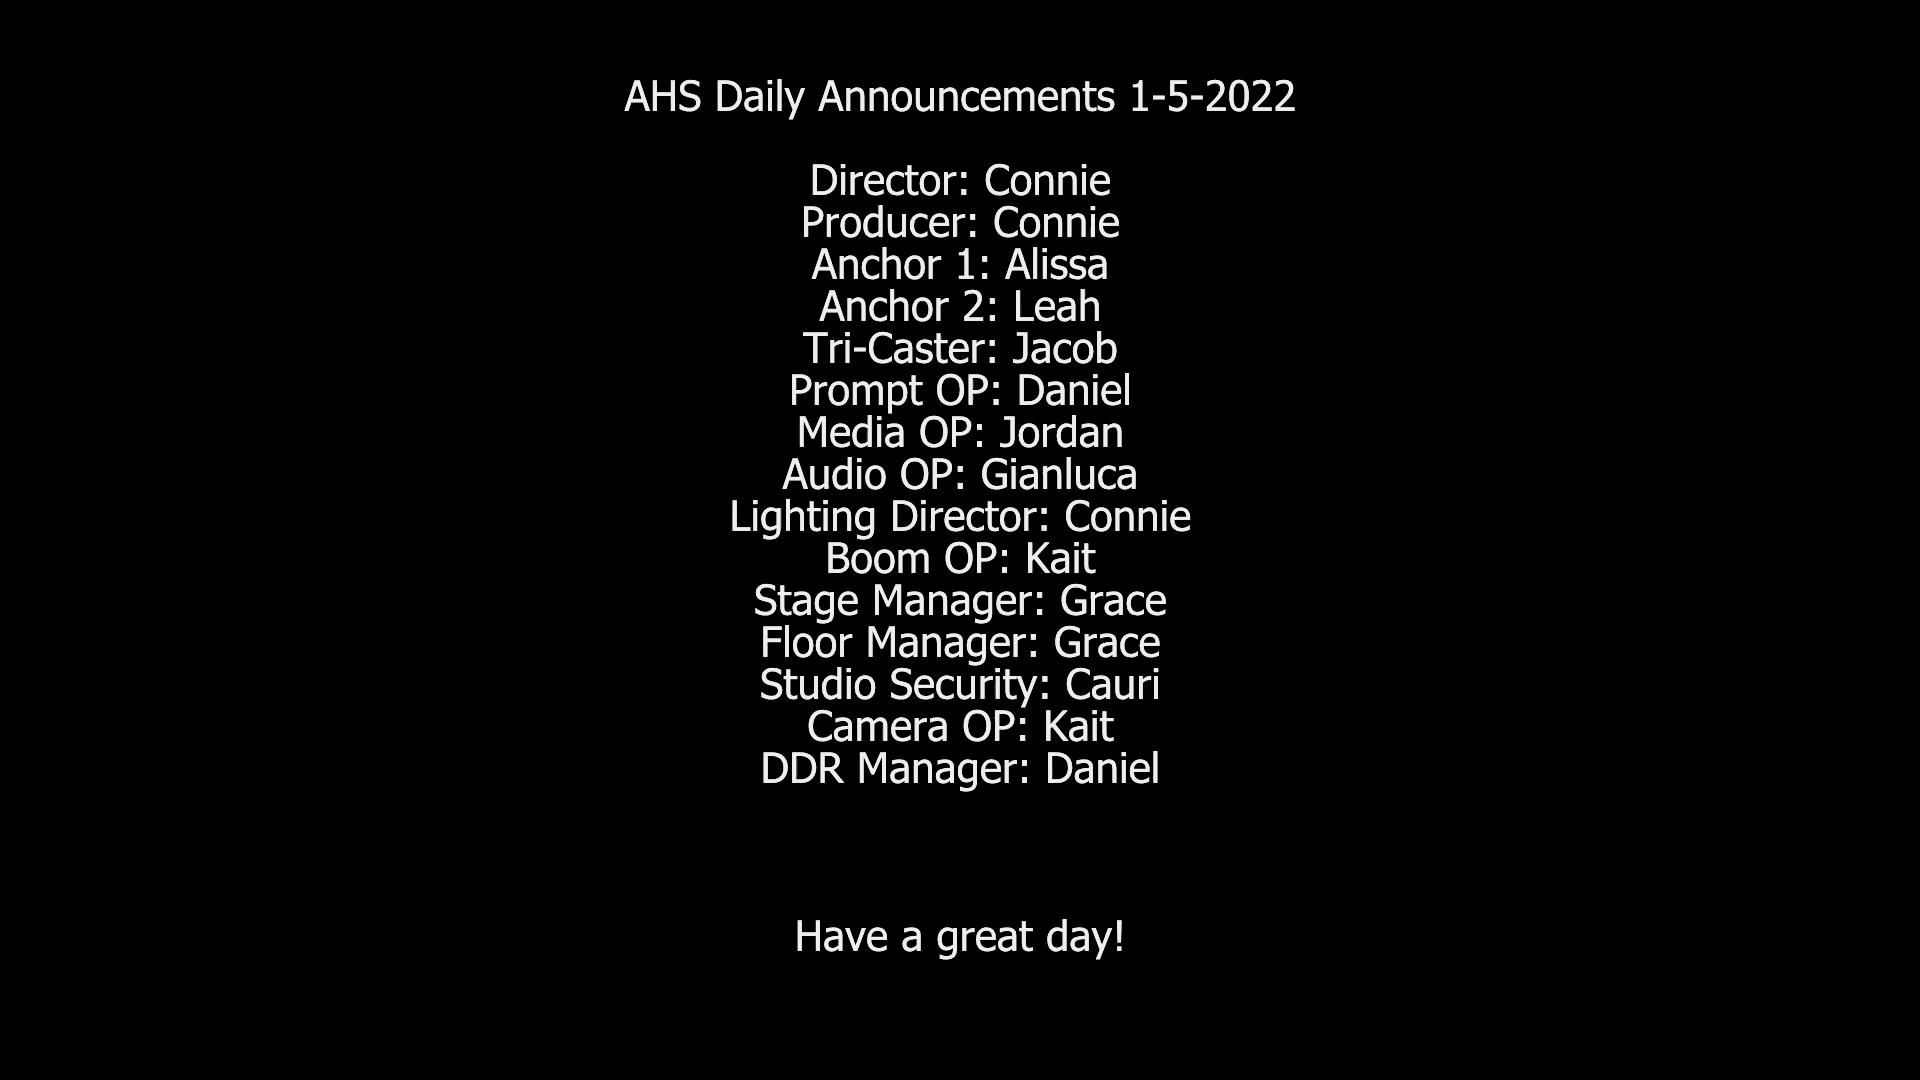 AHS Daily Announcements 1-5-2022
Director: Connie
Producer: Connie
Anchor 1: Alissa
Anchor 2: Leah
Tri-Caster: Jacob
Prompt OP: Daniel
Media OP: Jordan
Audio OP: Gianluca
Lighting Director: Connie
Boom OP: Kait
Stage Manager: Grace
Floor Manager: Grace
Studio Security: Cauri
Camera OP: Kait
DDR Manager: Daniel
Have a great day!